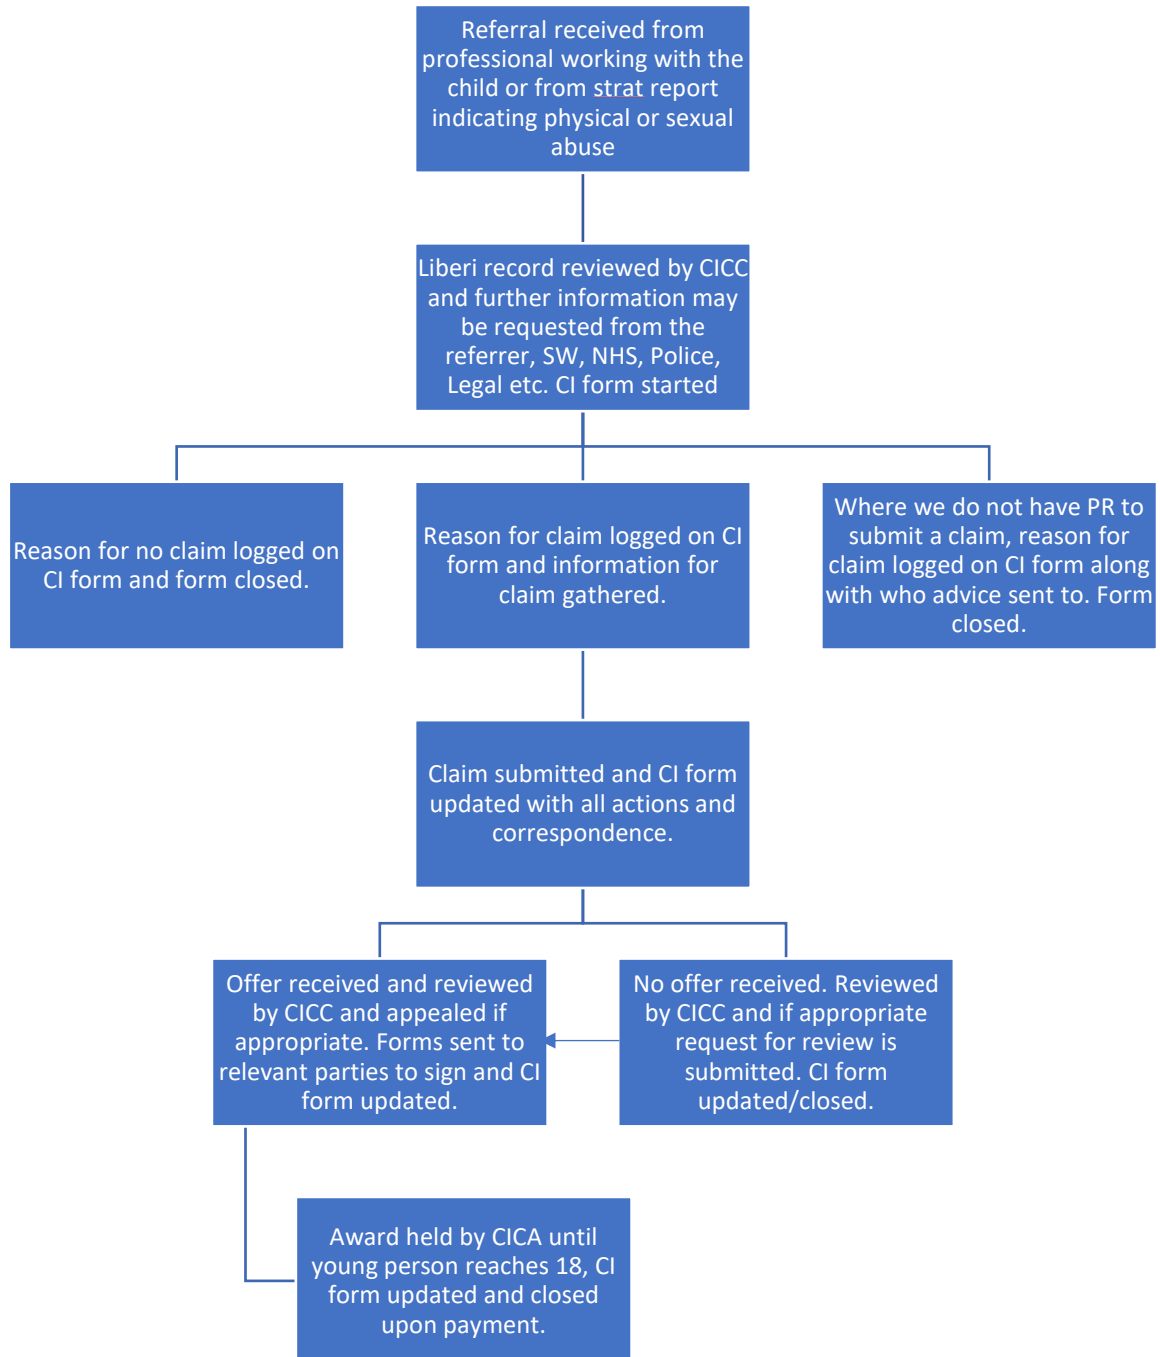 Referral received from
professional working with the
child or from strat report
indicating physical or sexual
abuse
Liberi record reviewed by CICC
and further information may
be requested from the
referrer, SW, NHS, Police,
Legal etc. CI form started
Reason for no claim logged on
CI form and form closed.
Reason for claim logged on CI
form and information for
claim gathered.
Where we do not have PR to
submit a claim, reason for
claim logged on CI form along
with who advice sent to. Form
closed.
Claim submitted and CI form
updated with all actions and
correspondence.
Offer received and reviewed
by CICC and appealed if
appropriate. Forms sent to
relevant parties to sign and CI
form updated.
No offer received. Reviewed
by CICC and if appropriate
request for review is
submitted. CI form
updated/closed.
Award held by CICA until
young person reaches 18, CI
form updated and closed
upon payment.